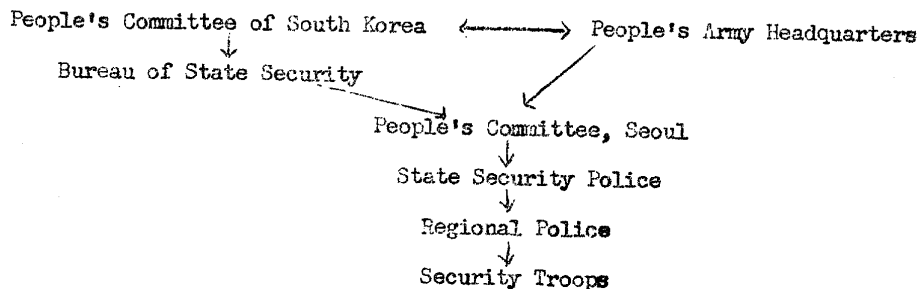 People's Committee of South Korea ⟷ People's Army Headquarters
Bureau of State Security
People's Committee, Seoul
State Security Police
Regional Police
Security Troops